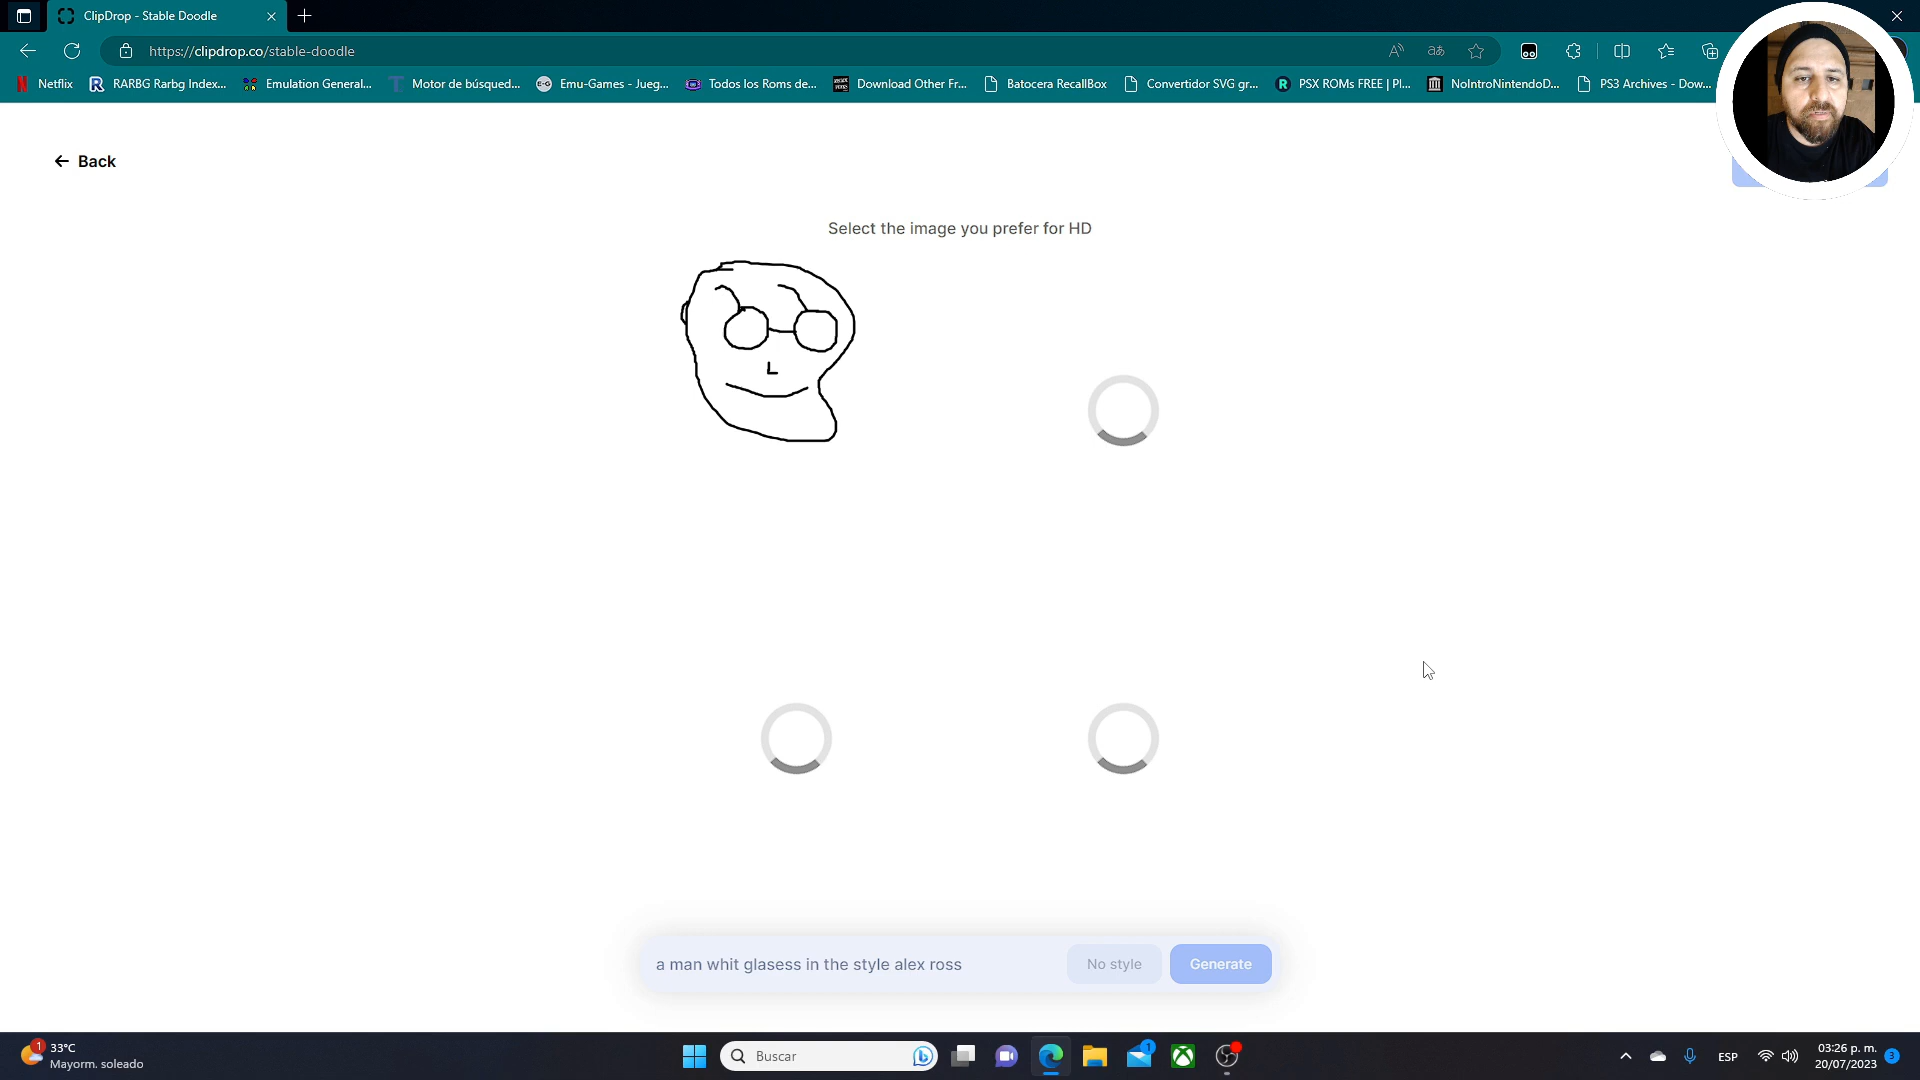 ClipDrop - Stable Doodle
https://clipdrop.co/stable-doodle
Netflix
RARBG Rarbg Index...
Emulation General...
Motor de búsqued...
Emu-Games - Jueg...
Todos los Roms de...
Download Other Fr...
Batocera RecallBox
Convertidor SVG gr...
PSX ROMs FREE | Pl...
NoIntroNintendoD...
PS3 Archives - Dow...
Back
Select the image you prefer for HD
a man whit glasess in the style alex ross
No style
Generate
1
33°C
Mayorm. soleado
Buscar
1
ESP
03:26 p. m.
20/07/2023
3